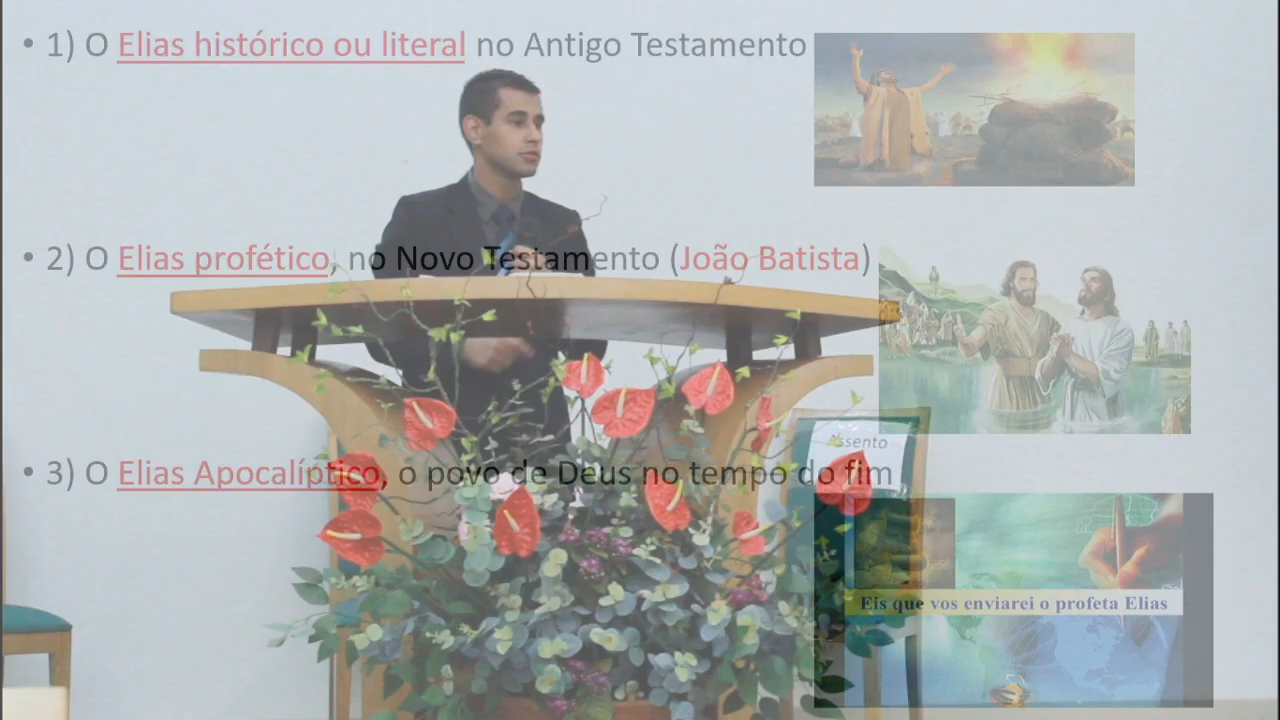 • 1) O Elias histórico ou literal no Antigo Testamento
• 2) O Elias profético, no Novo Testamento (João Batista)
Assento
• 3) O Elias Apocalíptico, o povo de Deus no tempo do fim
Eis que vos enviarei o profeta Elias